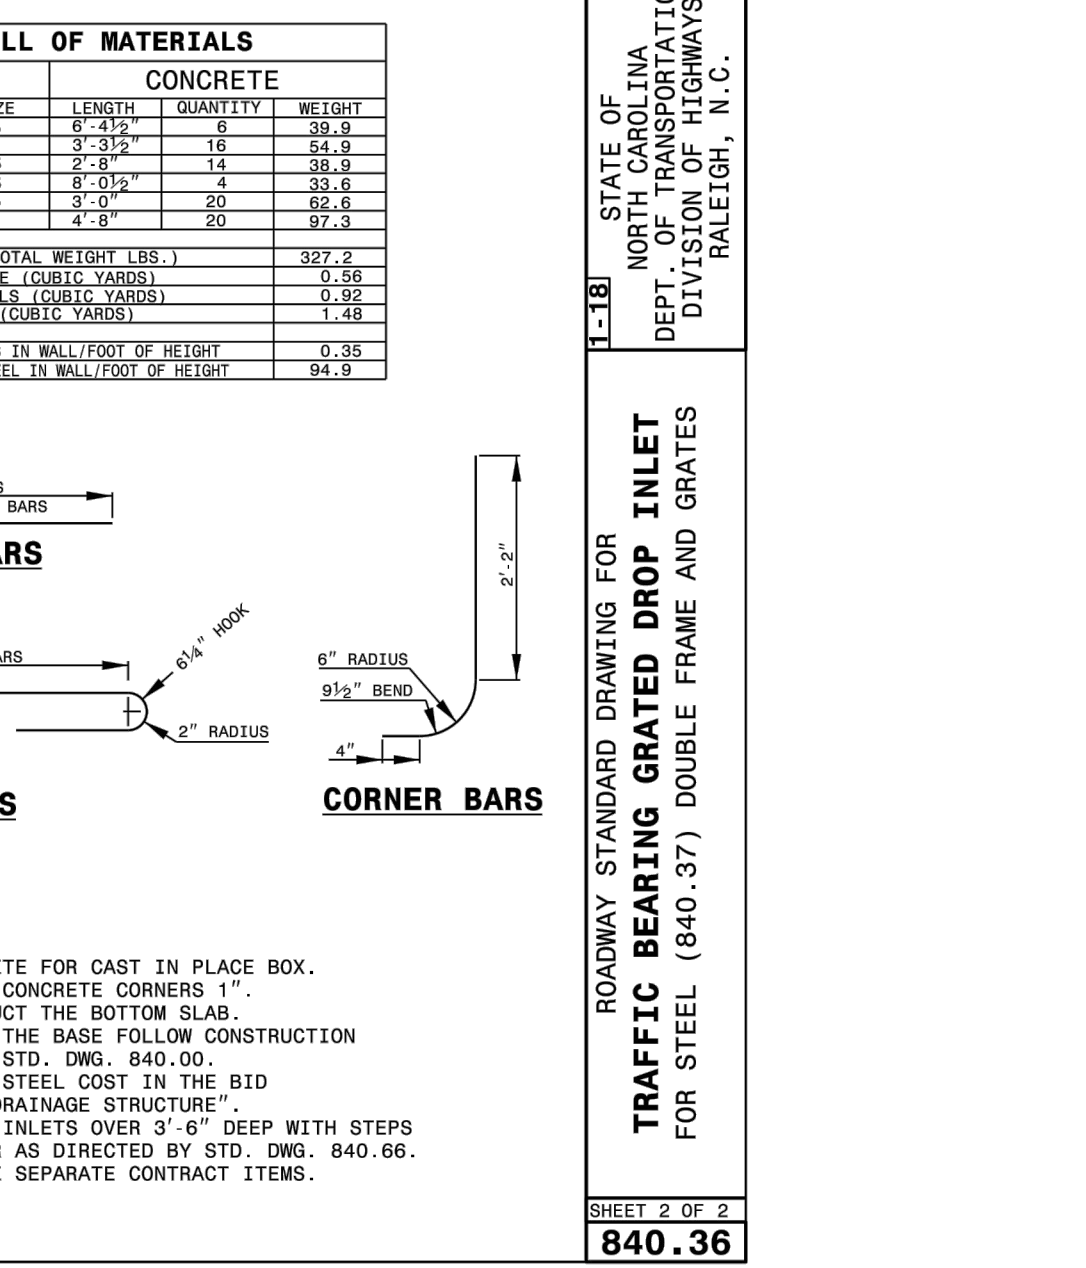 LL OF MATERIALS
CONCRETE
ZE LENGTH QUANTITY WEIGHT
6'-4½" 6 39.9
3'-3½" 16 54.9
2'-8" 14 38.9
8'-0½" 4 33.6
3'-0" 20 62.6
4'-8" 20 97.3
OTAL WEIGHT LBS.) 327.2
E (CUBIC YARDS) 0.56
LS (CUBIC YARDS) 0.92
(CUBIC YARDS) 1.48
IN WALL/FOOT OF HEIGHT 0.35
EEL IN WALL/FOOT OF HEIGHT 94.9
S
BARS
ARS
ARS
6¼" HOOK
2" RADIUS
S
2'-2"
6" RADIUS
9½" BEND
4"
CORNER BARS
TE FOR CAST IN PLACE BOX.
CONCRETE CORNERS 1".
UCT THE BOTTOM SLAB.
THE BASE FOLLOW CONSTRUCTION
STD. DWG. 840.00.
STEEL COST IN THE BID
DRAINAGE STRUCTURE".
INLETS OVER 3'-6" DEEP WITH STEPS
AS DIRECTED BY STD. DWG. 840.66.
SEPARATE CONTRACT ITEMS.
1-18
STATE OF
NORTH CAROLINA
DEPT. OF TRANSPORTATIO
DIVISION OF HIGHWAYS
RALEIGH, N.C.
ROADWAY STANDARD DRAWING FOR
TRAFFIC BEARING GRATED DROP INLET
FOR STEEL (840.37) DOUBLE FRAME AND GRATES
SHEET 2 OF 2
840.36